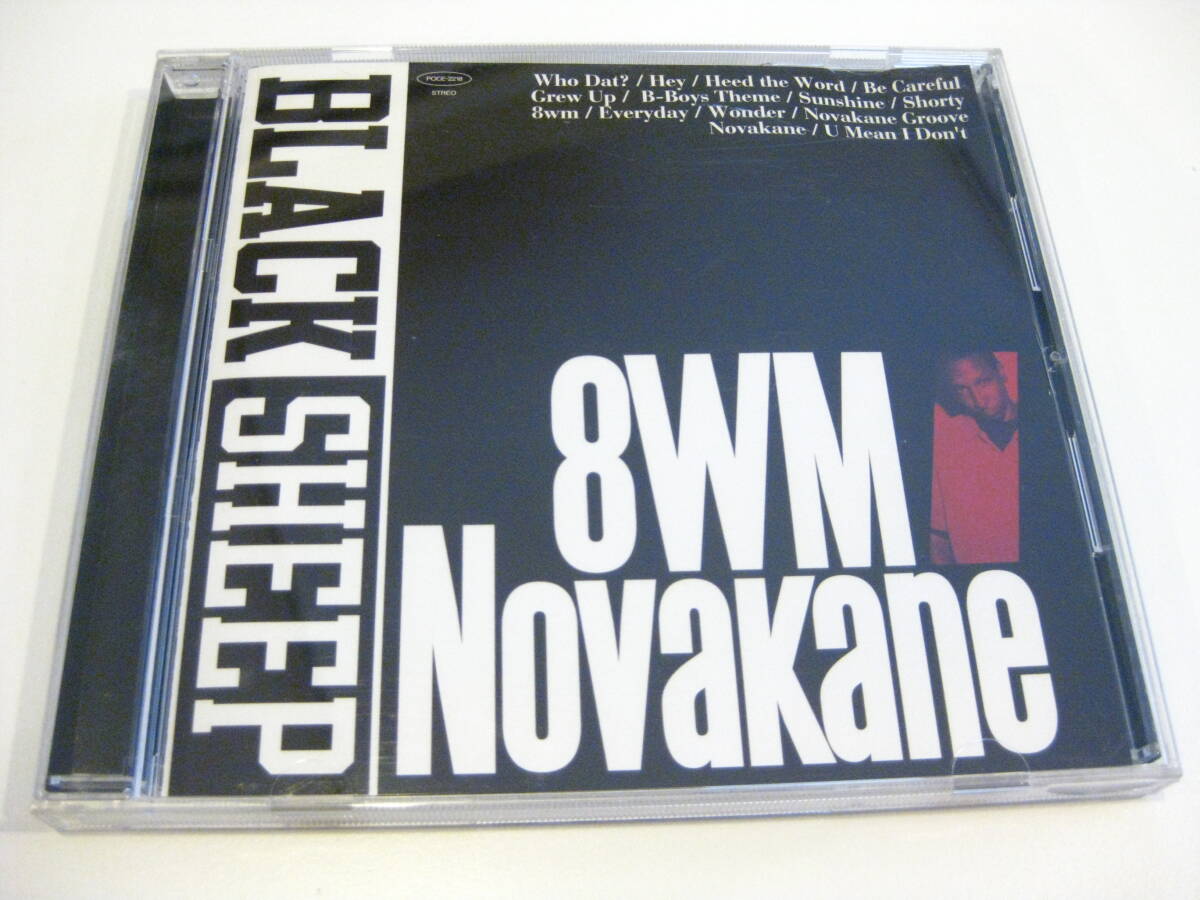 BLACK SHEEP
POCE-2218
STREO
Who Dat? / Hey / Heed the Word / Be Careful
Grew Up / B-Boys Theme / Sunshine / Shorty
8wm / Everyday / Wonder / Novakane Groove
Novakane / U Mean I Don't
8WM
Novakane